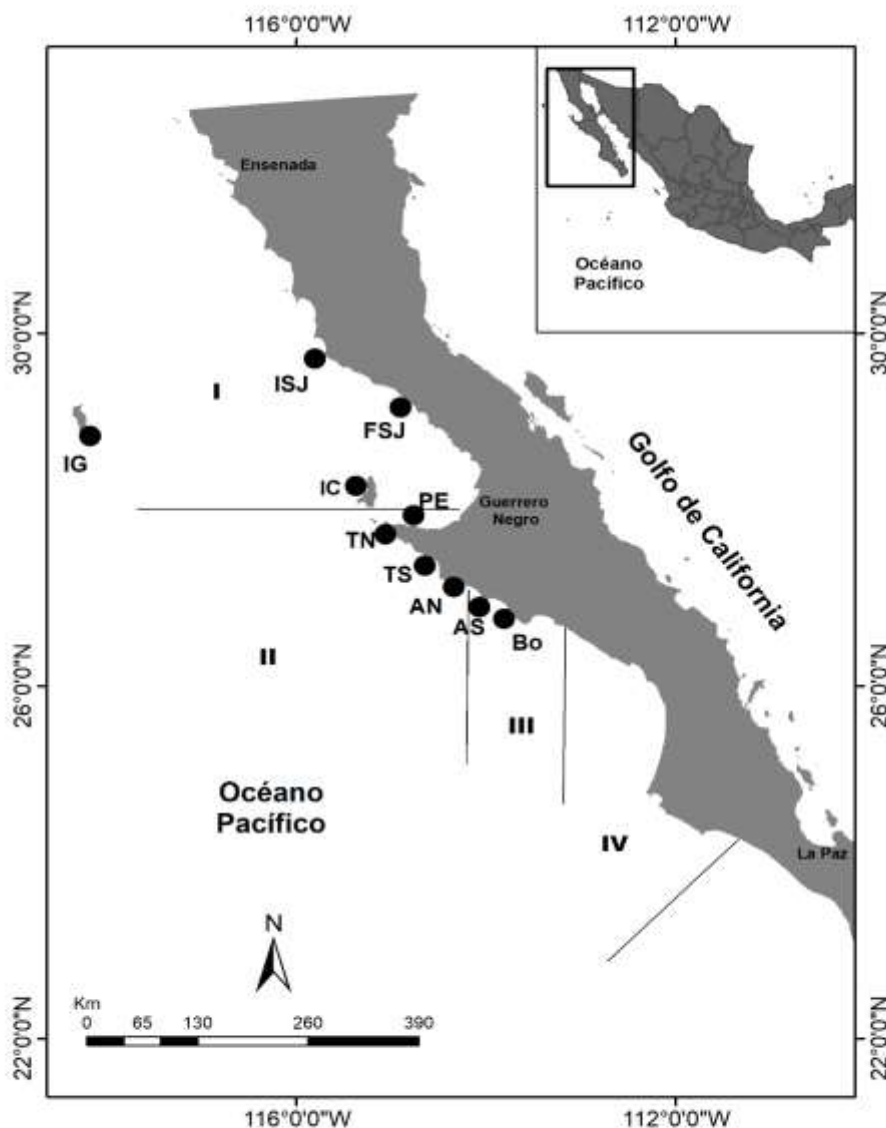 116°0'0"W
112°0'0"W
Ensenada
Océano
Pacífico
30°0'0"N
30°0'0"N
ISJ
I
FSJ
IG
Golfo de California
IC
PE
Guerrero
Negro
TN
TS
AN
AS
Bo
II
26°0'0"N
26°0'0"N
III
Océano
Pacífico
IV
La Paz
N
Km
0 65 130 260 390
22°0'0"N
22°0'0"N
116°0'0"W
112°0'0"W